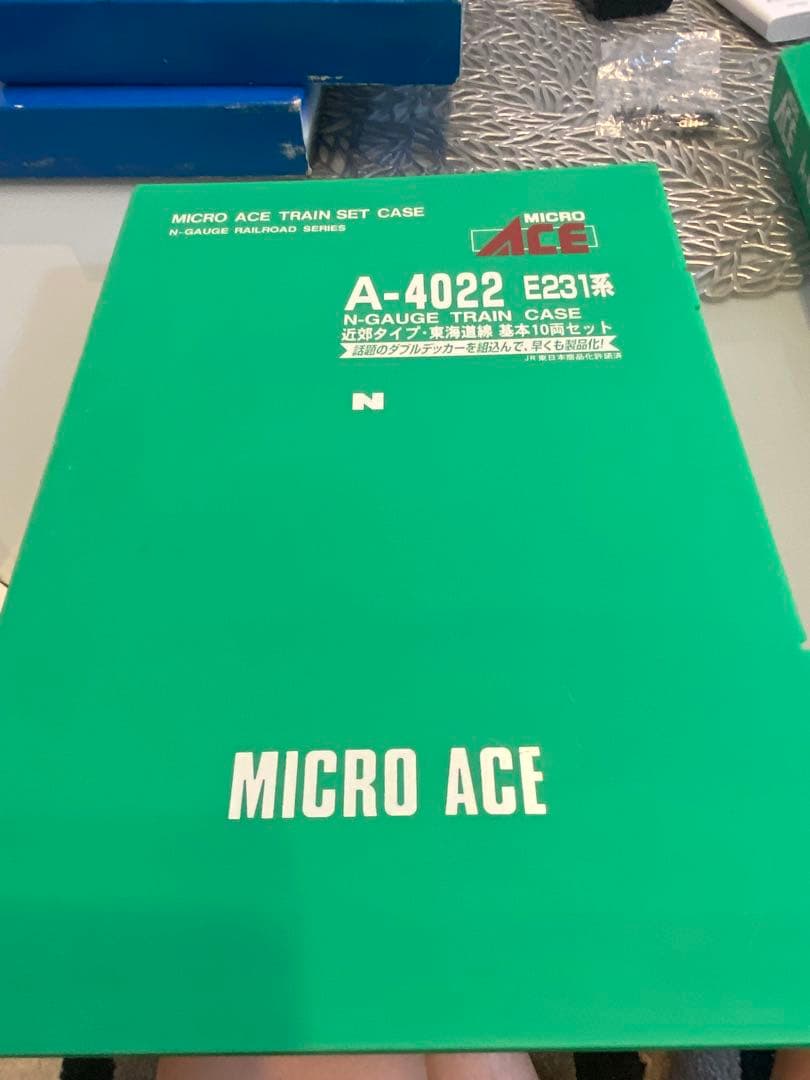 MICRO ACE TRAIN SET CASE
N-GAUGE RAILROAD SERIES
MICRO
ACE
A-4022 E231系
N-GAUGE TRAIN CASE
近郊タイプ・東海道線 基本10両セット
話題のダブルデッカーを組込んで、早くも製品化!
JR東日本商品化許諾済
N
MICRO ACE